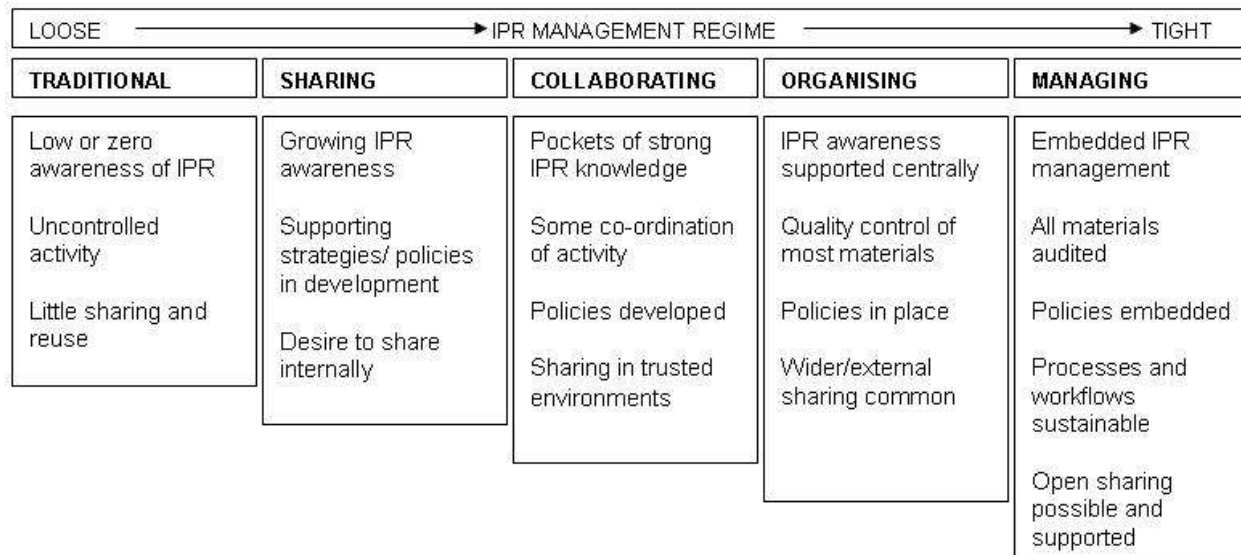 LOOSE IPR MANAGEMENT REGIME TIGHT
TRADITIONAL
Low or zero
awareness of IPR
Uncontrolled
activity
Little sharing and
reuse
SHARING
Growing IPR
awareness
Supporting
strategies/ policies
in development
Desire to share
internally
COLLABORATING
Pockets of strong
IPR knowledge
Some co-ordination
of activity
Policies developed
Sharing in trusted
environments
ORGANISING
IPR awareness
supported centrally
Quality control of
most materials
Policies in place
Wider/external
sharing common
MANAGING
Embedded IPR
management
All materials
audited
Policies embedded
Processes and
workflows
sustainable
Open sharing
possible and
supported